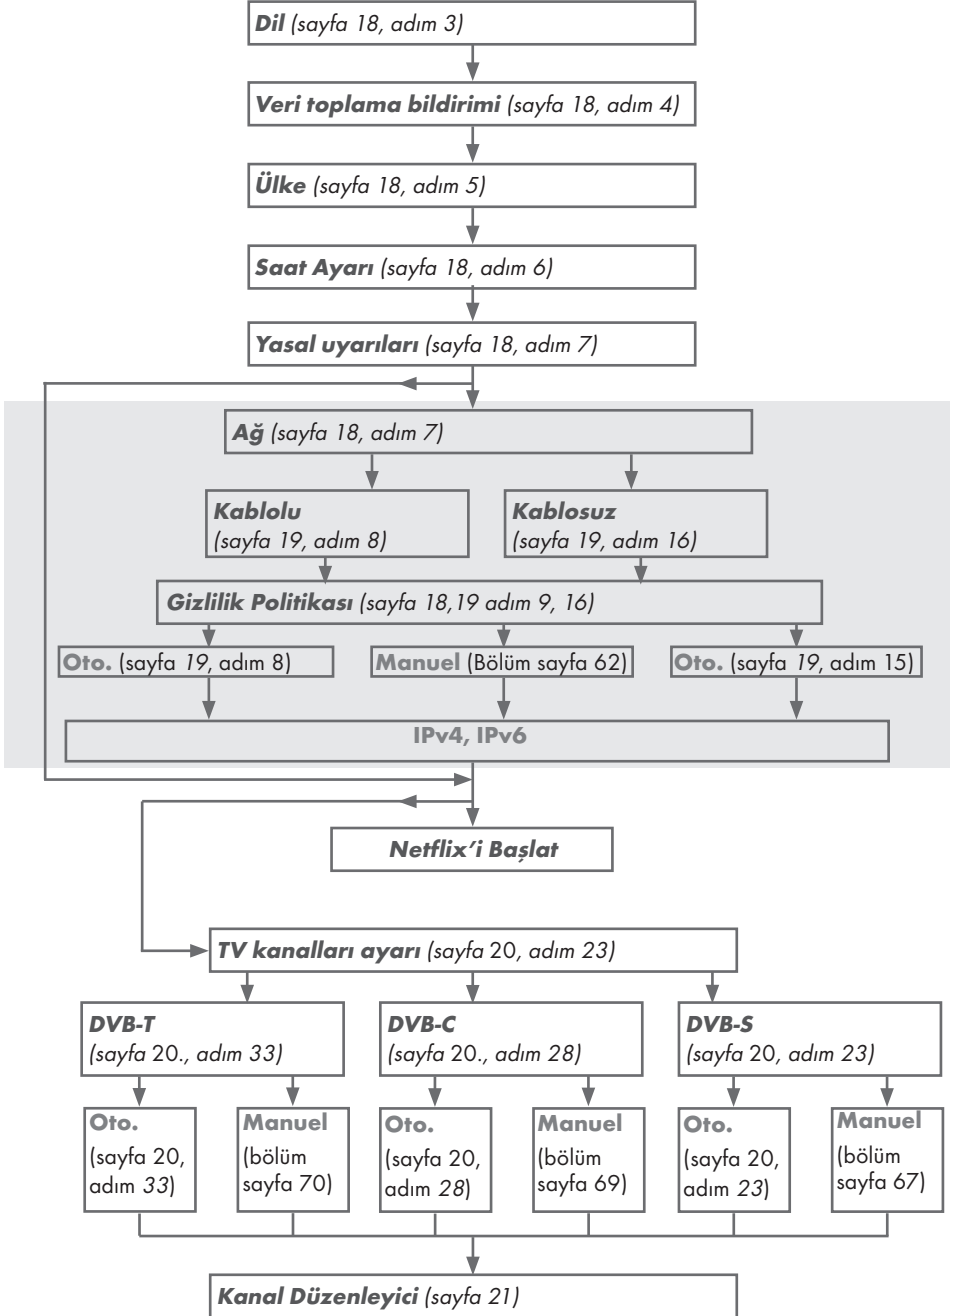 Dil (sayfa 18, adım 3)
Veri toplama bildirimi (sayfa 18, adım 4)
Ülke (sayfa 18, adım 5)
Saat Ayarı (sayfa 18, adım 6)
Yasal uyarıları (sayfa 18, adım 7)
Ağ (sayfa 18, adım 7)
Kablolu
(sayfa 19, adım 8)
Kablosuz
(sayfa 19, adım 16)
Gizlilik Politikası (sayfa 18,19 adım 9, 16)
Oto. (sayfa 19, adım 8)
Manuel (Bölüm sayfa 62)
Oto. (sayfa 19, adım 15)
IPv4, IPv6
Netflix’i Başlat
TV kanalları ayarı (sayfa 20, adım 23)
DVB-T
(sayfa 20., adım 33)
DVB-C
(sayfa 20., adım 28)
DVB-S
(sayfa 20, adım 23)
Oto.
(sayfa 20,
adım 33)
Manuel
(bölüm
sayfa 70)
Oto.
(sayfa 20,
adım 28)
Manuel
(bölüm
sayfa 69)
Oto.
(sayfa 20,
adım 23)
Manuel
(bölüm
sayfa 67)
Kanal Düzenleyici (sayfa 21)